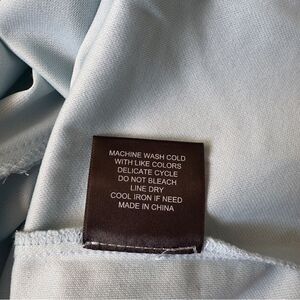 MACHINE WASH COLD
WITH LIKE COLORS
DELICATE CYCLE
DO NOT BLEACH
LINE DRY
COOL IRON IF NEED
MADE IN CHINA